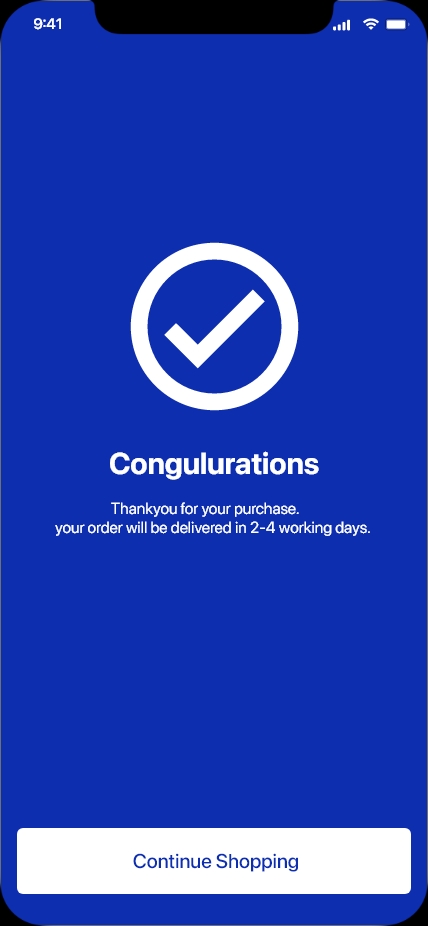 9:41
Congulurations
Thankyou for your purchase.
your order will be delivered in 2-4 working days.
Continue Shopping